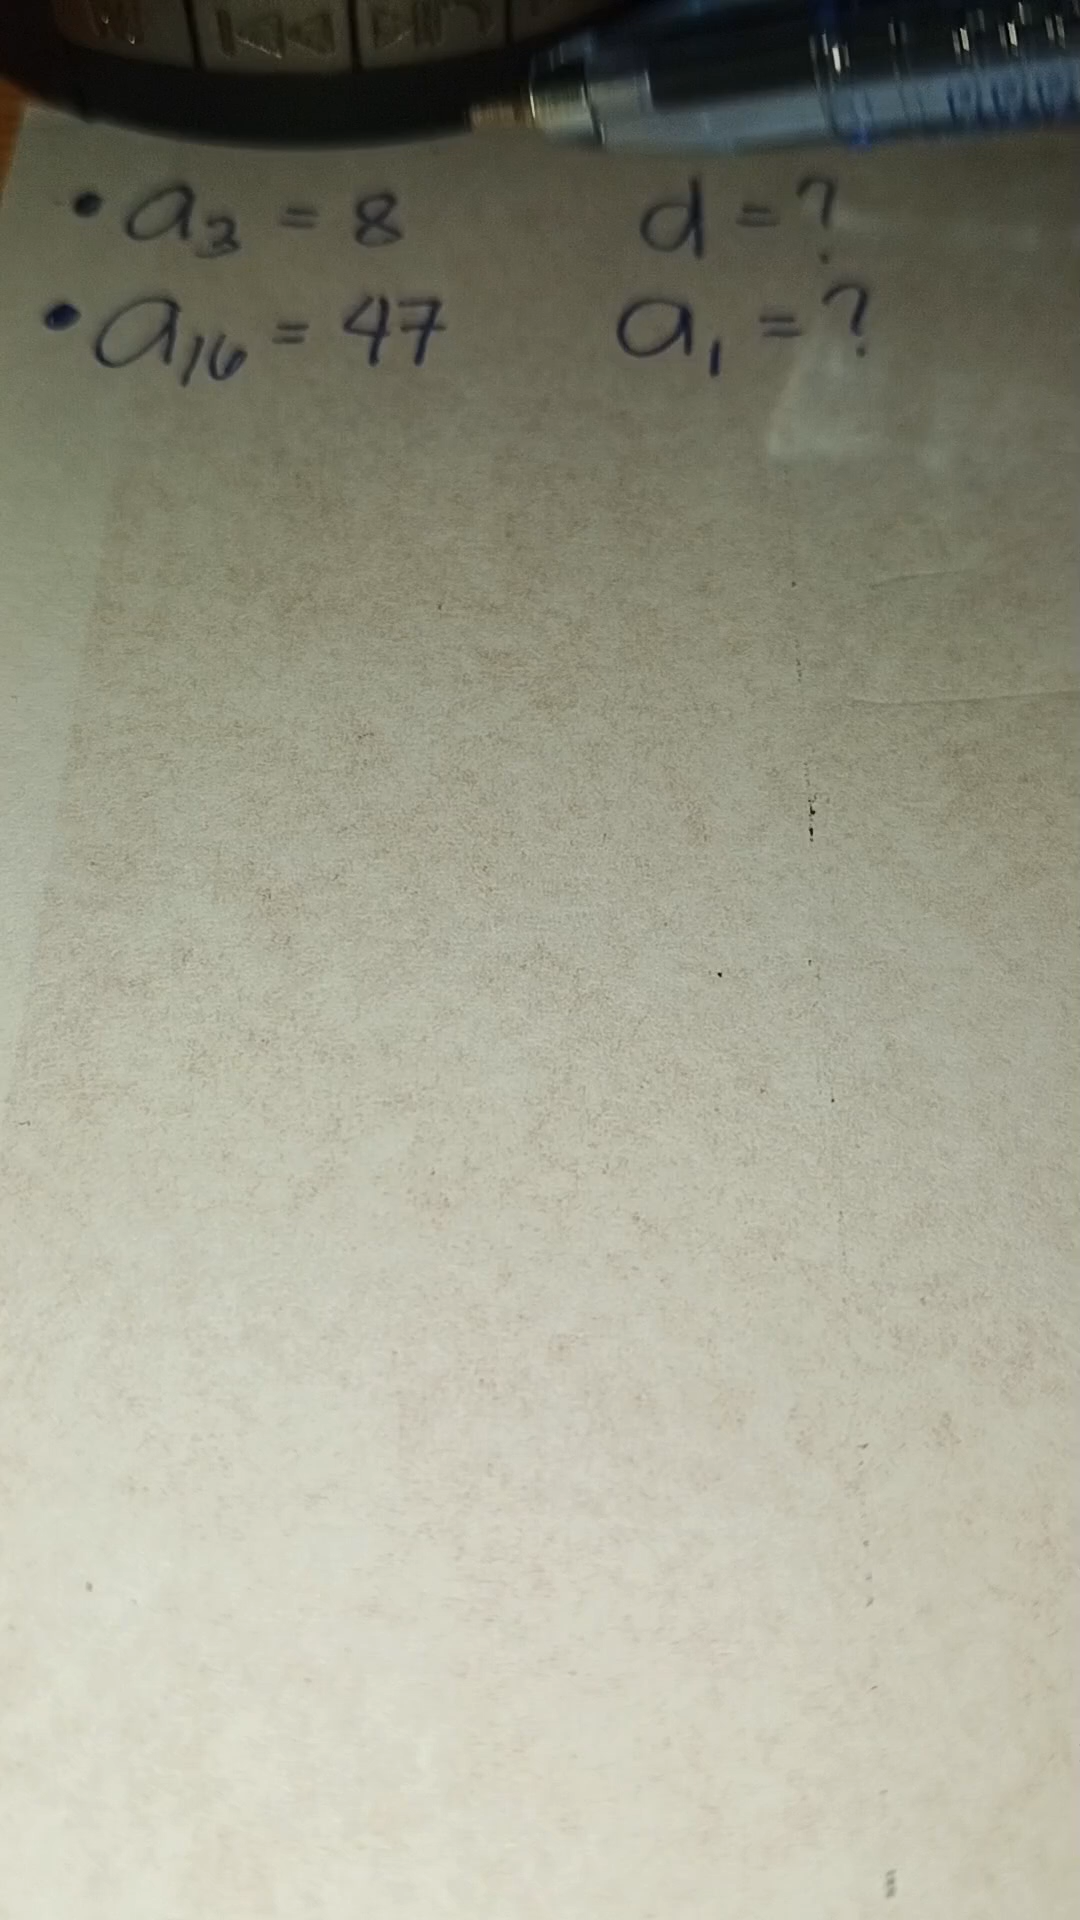 • a₃ = 8 d = ?
• a₁₆ = 47 a₁ = ?